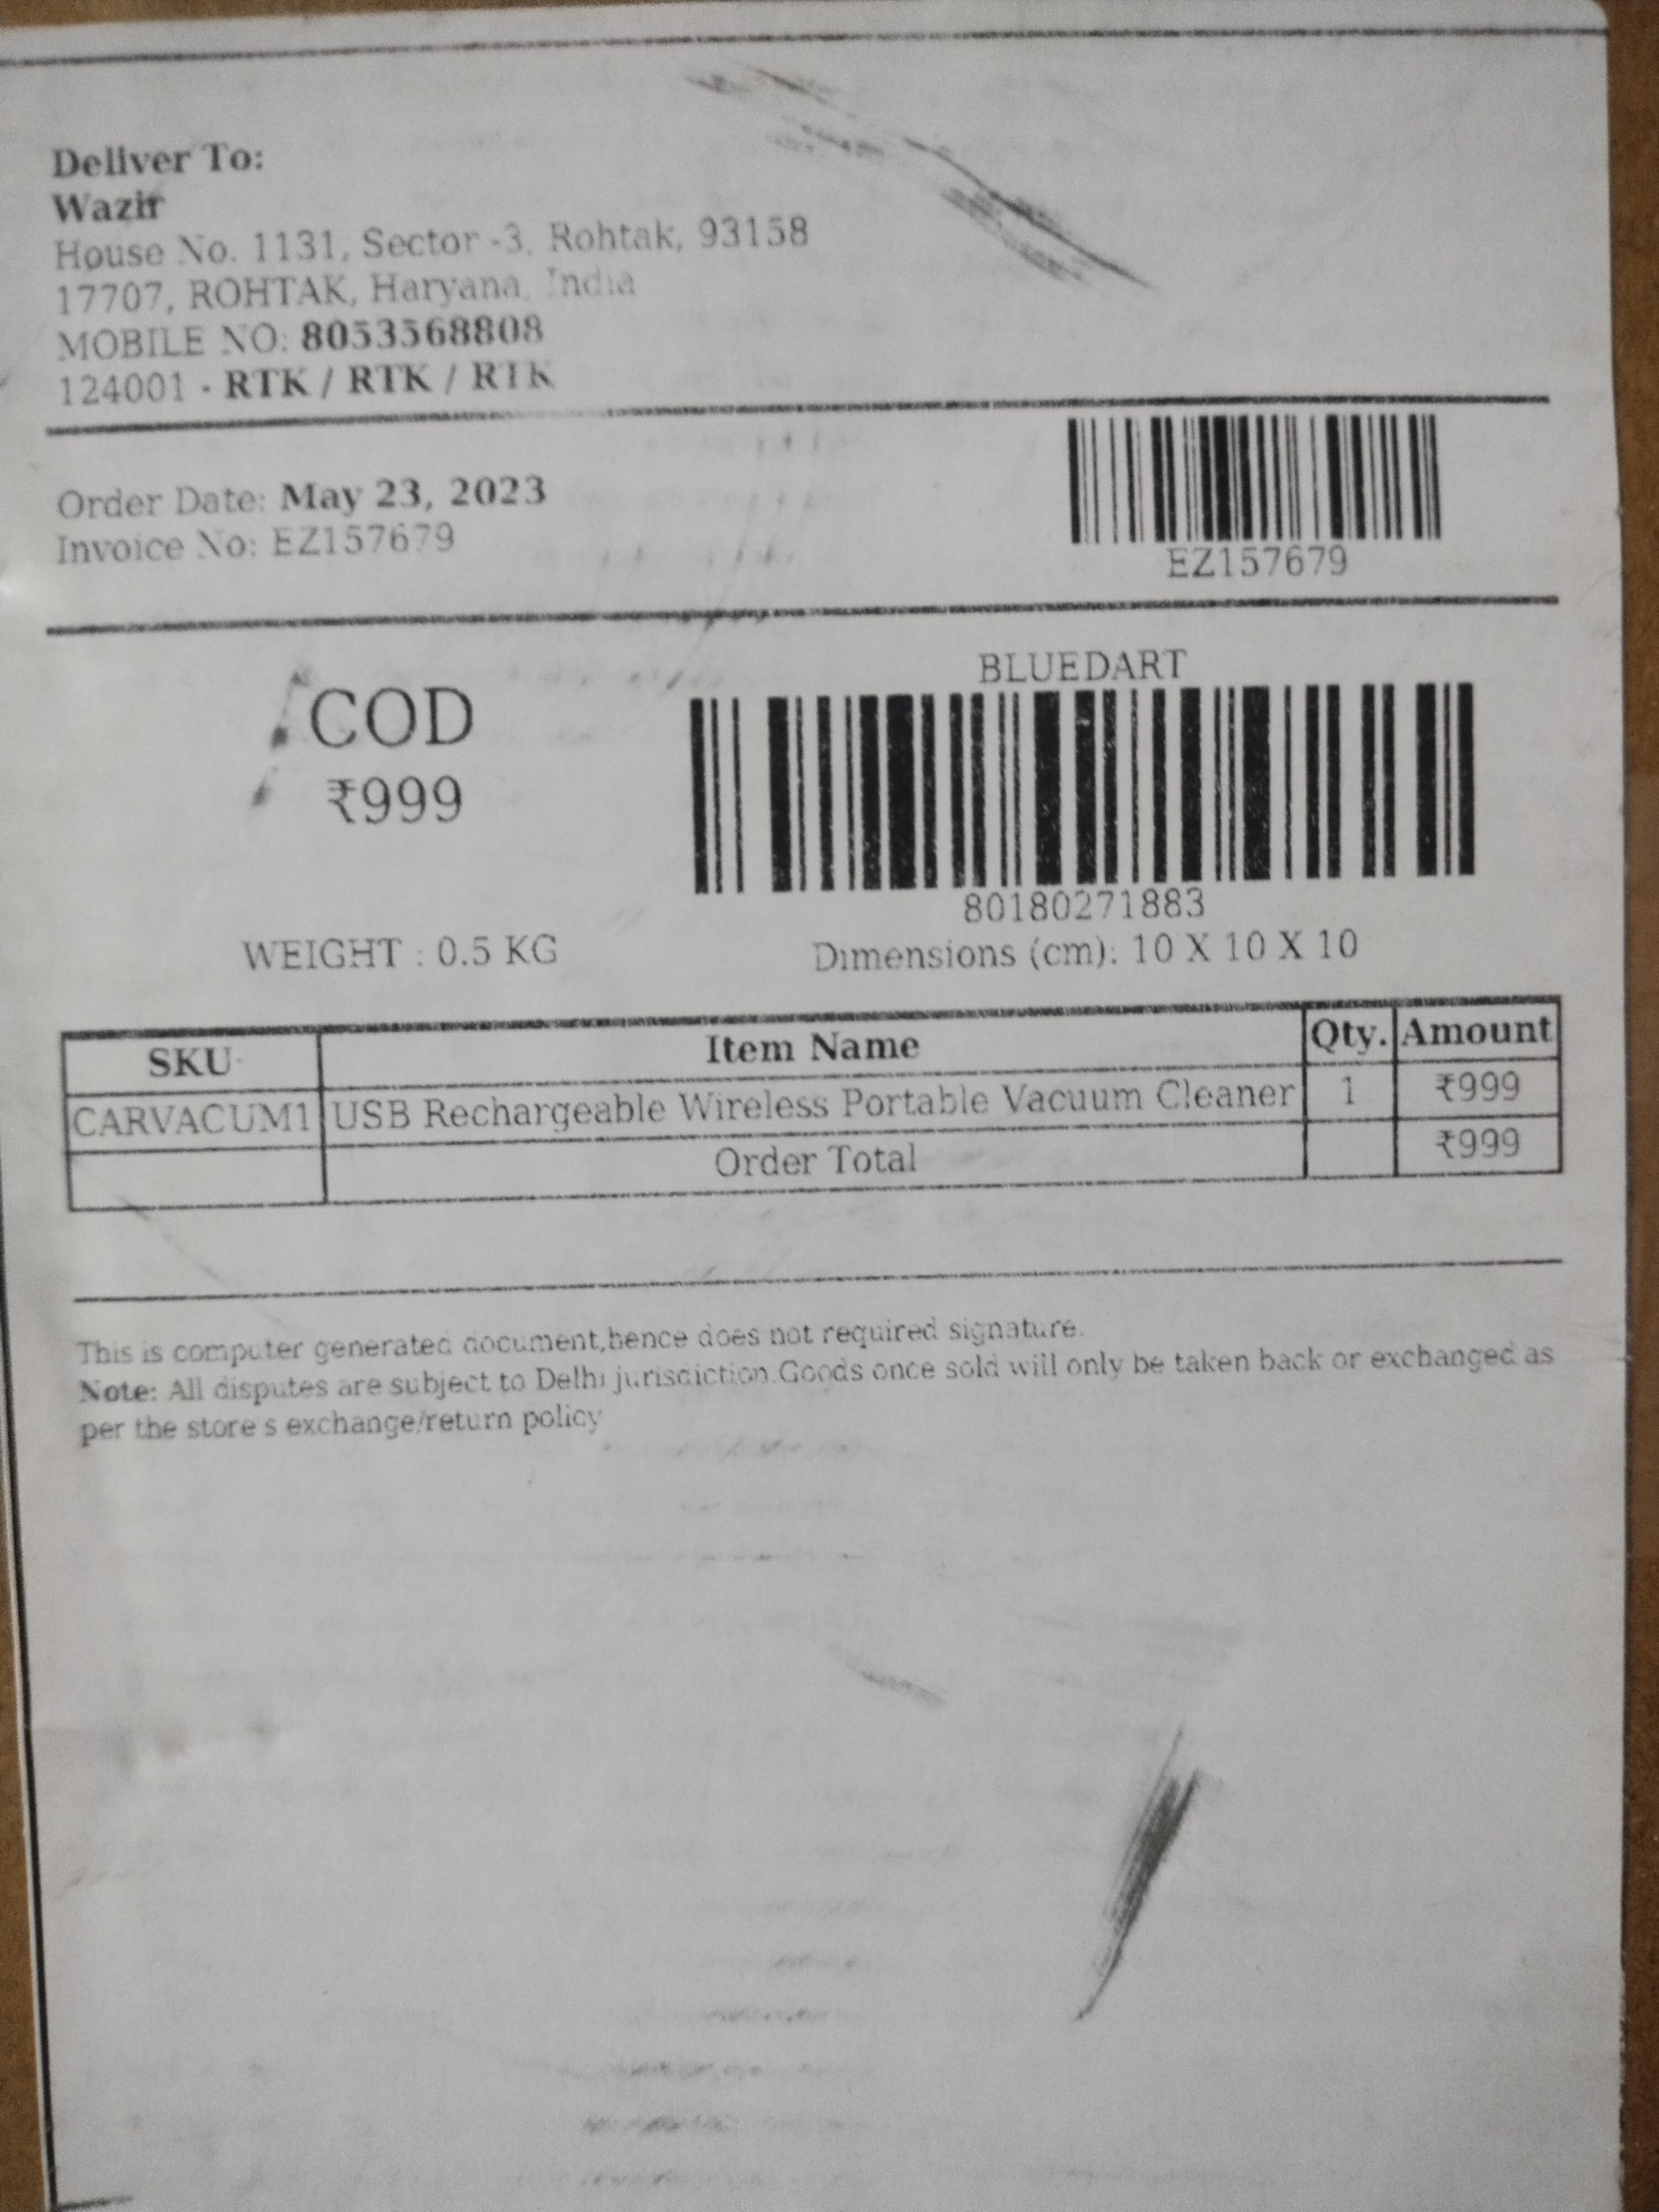 Deliver To:
Wazir
House No. 1131, Sector -3, Rohtak, 93158
17707, ROHTAK, Haryana, India
MOBILE NO: 8053568808
124001 - RTK / RTK / RTK
Order Date: May 23, 2023
Invoice No: EZ157679
EZ157679
BLUEDART
COD
₹999
80180271883
WEIGHT : 0.5 KG
Dimensions (cm): 10 X 10 X 10
SKU Item Name Qty. Amount
CARVACUM1 USB Rechargeable Wireless Portable Vacuum Cleaner 1 ₹999
Order Total ₹999
This is computer generated document,hence does not required signature.
Note: All disputes are subject to Delhi jurisdiction.Goods once sold will only be taken back or exchanged as
per the store s exchange/return policy